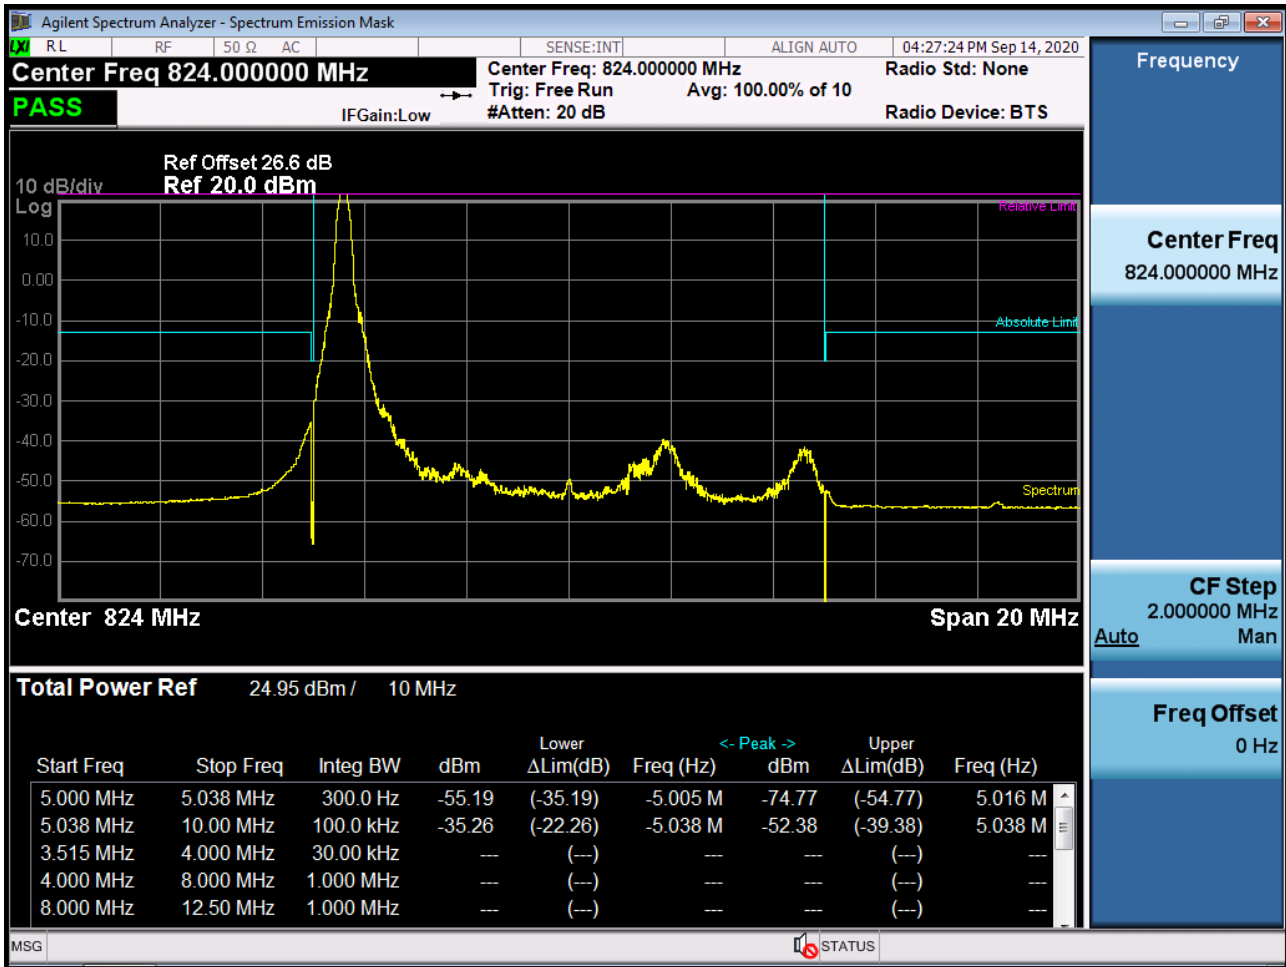 Agilent Spectrum Analyzer - Spectrum Emission Mask
LXI RL RF 50 Ω AC SENSE:INT ALIGN AUTO 04:27:24 PM Sep 14, 2020
Center Freq 824.000000 MHz Center Freq: 824.000000 MHz Radio Std: None
Trig: Free Run Avg: 100.00% of 10
PASS IFGain:Low #Atten: 20 dB Radio Device: BTS
Ref Offset 26.6 dB
10 dB/div Ref 20.0 dBm
Log
Relative Limit
10.0
0.00
-10.0
Absolute Limit
-20.0
-30.0
-40.0
-50.0
Spectrum
-60.0
-70.0
Center 824 MHz Span 20 MHz
Total Power Ref 24.95 dBm / 10 MHz
Lower <- Peak -> Upper
Start Freq Stop Freq Integ BW dBm ΔLim(dB) Freq (Hz) dBm ΔLim(dB) Freq (Hz)
5.000 MHz 5.038 MHz 300.0 Hz -55.19 (-35.19) -5.005 M -74.77 (-54.77) 5.016 M
5.038 MHz 10.00 MHz 100.0 kHz -35.26 (-22.26) -5.038 M -52.38 (-39.38) 5.038 M
3.515 MHz 4.000 MHz 30.00 kHz --- (---) --- --- (---) ---
4.000 MHz 8.000 MHz 1.000 MHz --- (---) --- --- (---) ---
8.000 MHz 12.50 MHz 1.000 MHz --- (---) --- --- (---) ---
MSG STATUS
Frequency
Center Freq
824.000000 MHz
CF Step
2.000000 MHz
Auto Man
Freq Offset
0 Hz